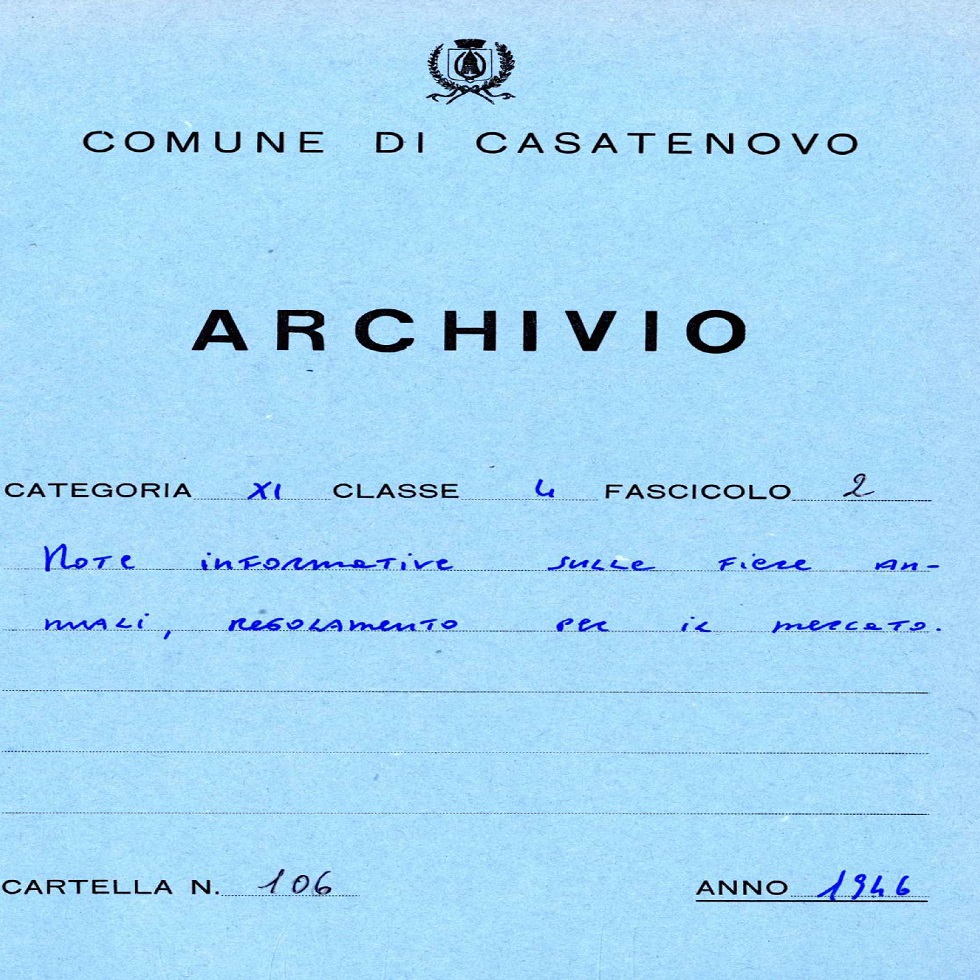 COMUNE DI CASATENOVO
ARCHIVIO
CATEGORIA XI CLASSE 4 FASCICOLO 2
Note informative sulle fiere an-
nuali, regolamento per il mercato.
CARTELLA N. 106 ANNO 1946